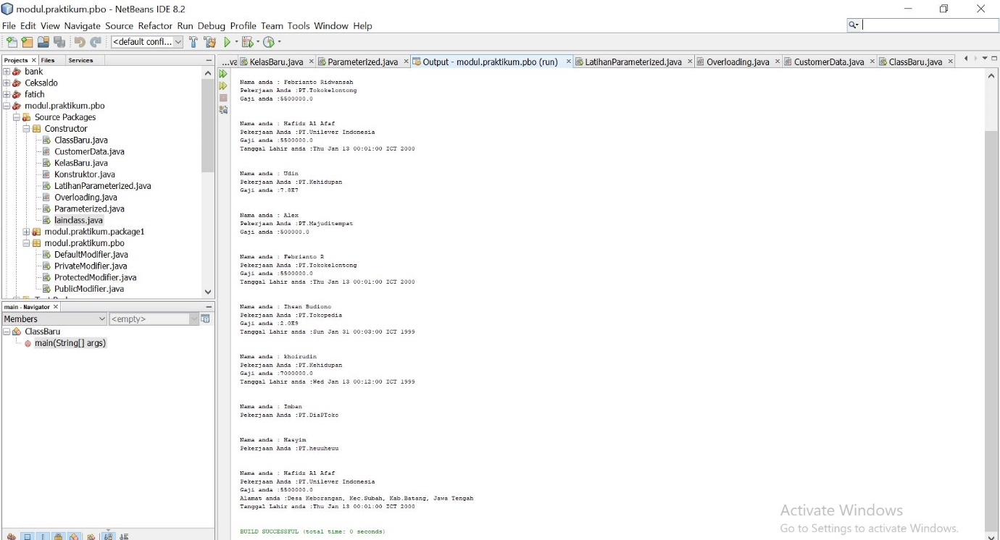 modul.praktikum.pbo - NetBeans IDE 8.2
File Edit View Navigate Source Refactor Run Debug Profile Team Tools Window Help
<default confi...
Projects Files Services
bank
Ceksaldo
fatich
modul.praktikum.pbo
Source Packages
Constructor
ClassBaru.java
CustomerData.java
KelasBaru.java
Konstruktor.java
LatihanParameterized.java
Overloading.java
Parameterized.java
lainclass.java
modul.praktikum.package1
modul.praktikum.pbo
DefaultModifier.java
PrivateModifier.java
ProtectedModifier.java
PublicModifier.java
main - Navigator
Members <empty>
ClassBaru
main(String[] args)
...va KelasBaru.java Parameterized.java Output - modul.praktikum.pbo (run) LatihanParameterized.java Overloading.java CustomerData.java ClassBaru.java
Nama anda : Febrianto Ridwansah
Pekerjaan Anda :PT.Tokokelontong
Gaji anda :5500000.0
Nama anda : Hafidz Al Afaf
Pekerjaan Anda :PT.Unilever Indonesia
Gaji anda :5500000.0
Tanggal Lahir anda :Thu Jan 13 00:01:00 ICT 2000
Nama anda : Udin
Pekerjaan Anda :PT.Kehidupan
Gaji anda :7.8E7
Nama anda : Alex
Pekerjaan Anda :PT.Majuditempat
Gaji anda :500000.0
Nama anda : Febrianto R
Pekerjaan Anda :PT.Tokokelontong
Gaji anda :5500000.0
Tanggal Lahir anda :Thu Jan 13 00:01:00 ICT 2000
Nama anda : Ihsan Budiono
Pekerjaan Anda :PT.Tokopedia
Gaji anda :2.0E9
Tanggal Lahir anda :Sun Jan 31 00:03:00 ICT 1999
Nama anda : khoirudin
Pekerjaan Anda :PT.Kehidupan
Gaji anda :7000000.0
Tanggal Lahir anda :Wed Jan 13 00:12:00 ICT 1999
Nama anda : Imban
Pekerjaan Anda :PT.DiaPToko
Nama anda : Hasyim
Pekerjaan Anda :PT.heuuheuu
Nama anda : Hafidz Al Afaf
Pekerjaan Anda :PT.Unilever Indonesia
Gaji anda :5500000.0
Alamat anda :Desa Keborangan, Kec.Subah, Kab.Batang, Jawa Tengah
Tanggal Lahir anda :Thu Jan 13 00:01:00 ICT 2000
BUILD SUCCESSFUL (total time: 0 seconds)
Activate Windows
Go to Settings to activate Windows.